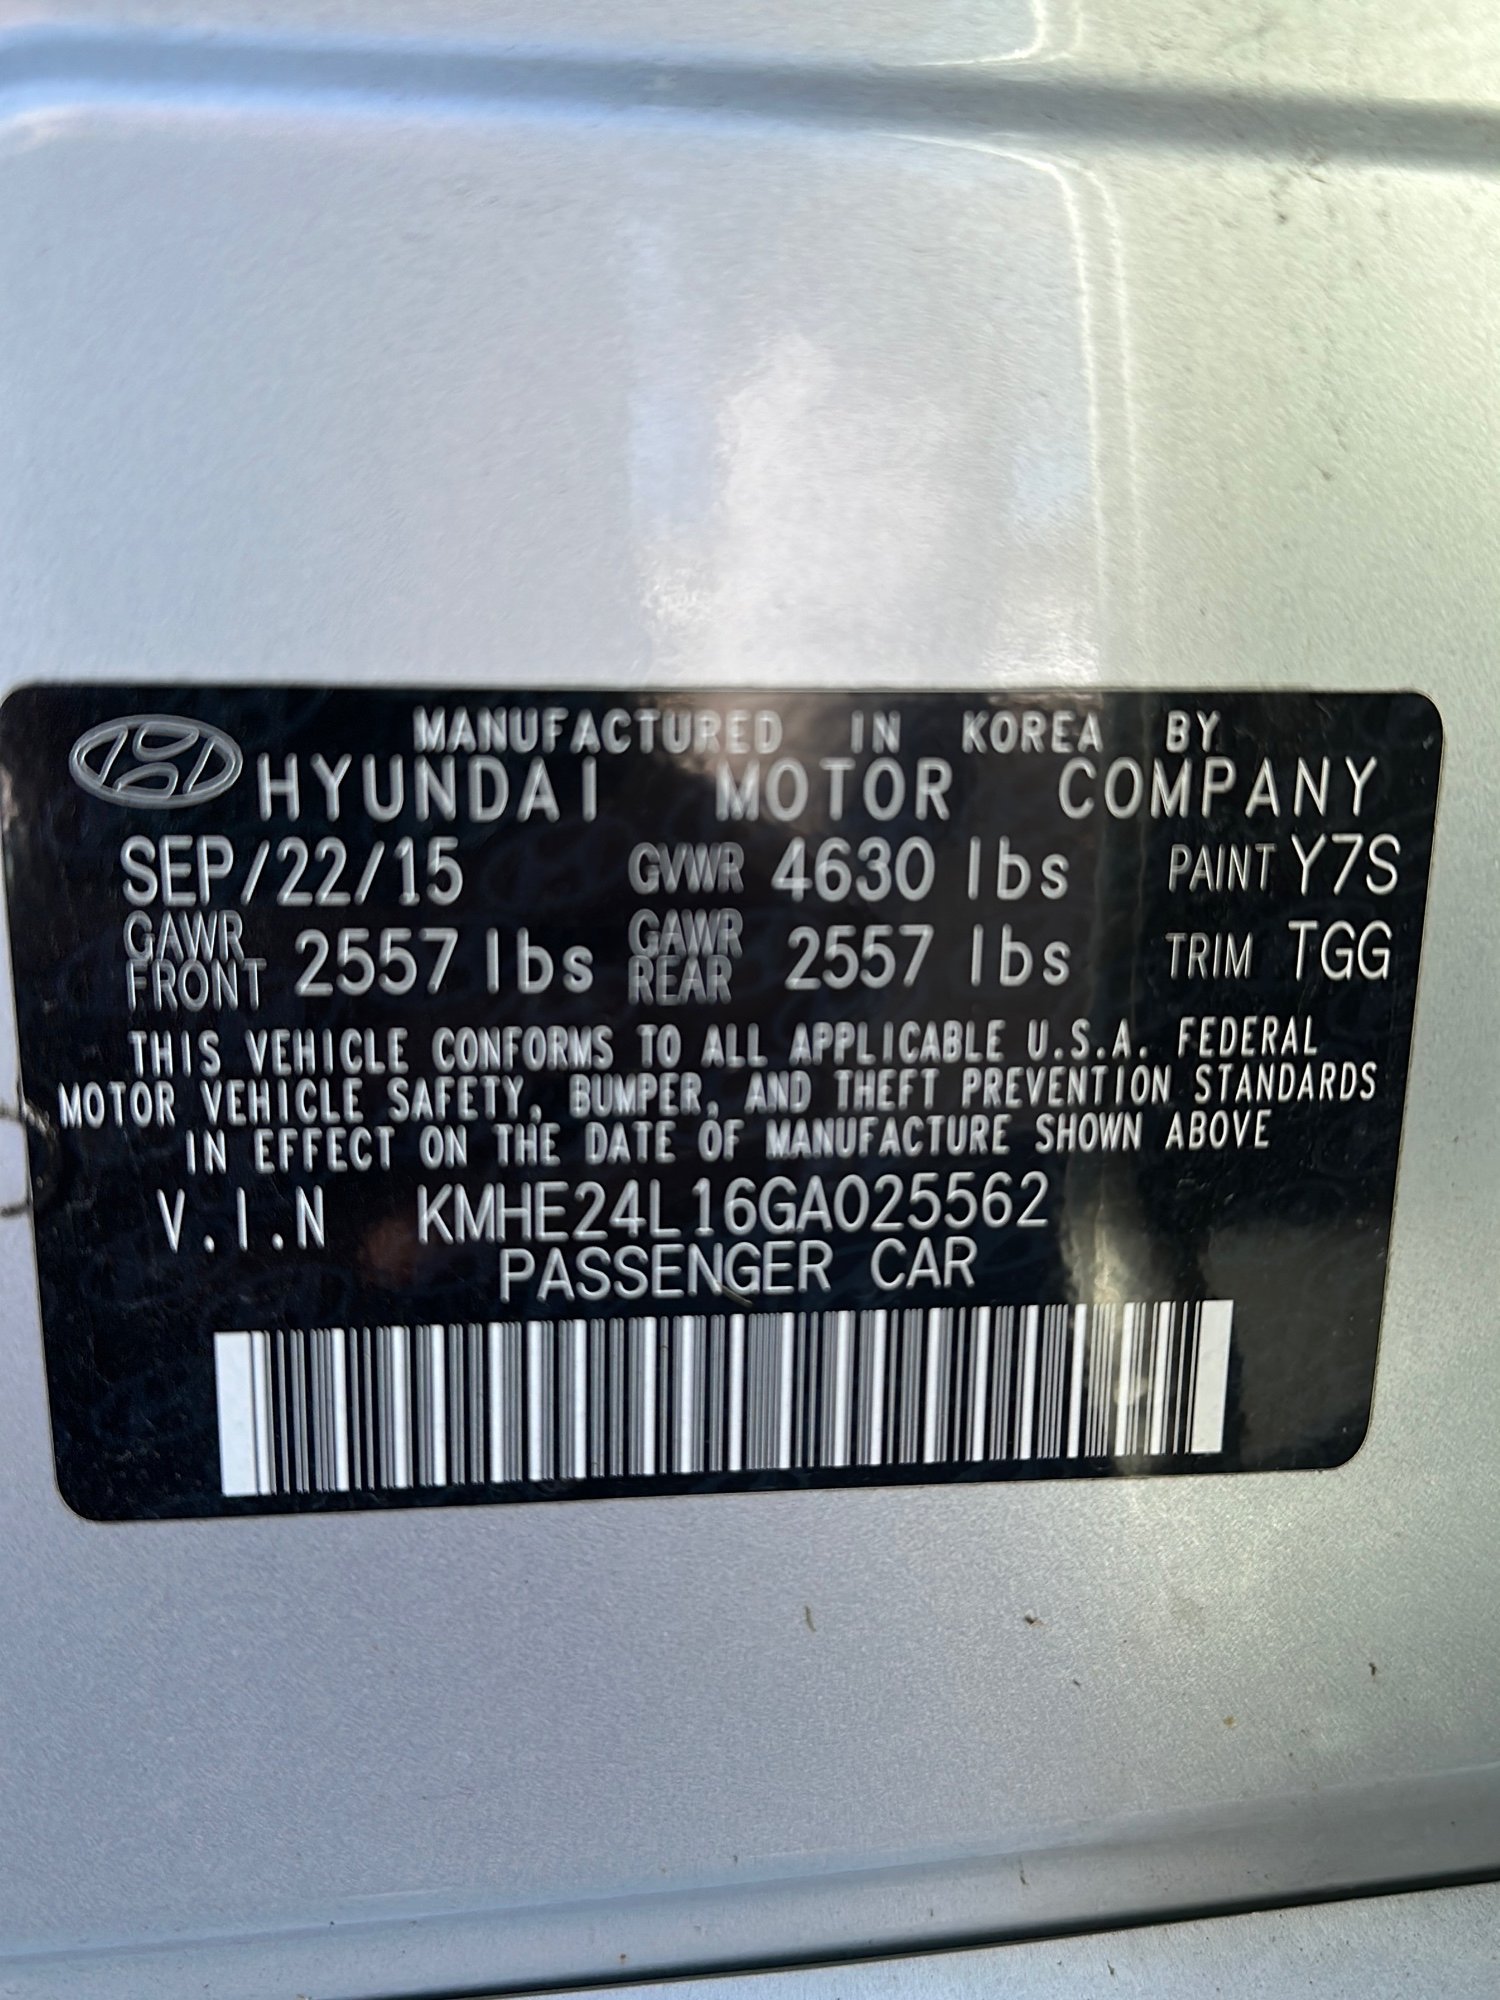 MANUFACTURED IN KOREA BY
HYUNDAI MOTOR COMPANY
SEP/22/15 GVWR 4630 lbs PAINT Y7S
GAWR FRONT 2557 lbs GAWR REAR 2557 lbs TRIM TGG
THIS VEHICLE CONFORMS TO ALL APPLICABLE U.S.A. FEDERAL
MOTOR VEHICLE SAFETY, BUMPER, AND THEFT PREVENTION STANDARDS
IN EFFECT ON THE DATE OF MANUFACTURE SHOWN ABOVE
V.I.N KMHE24L16GA025562
PASSENGER CAR